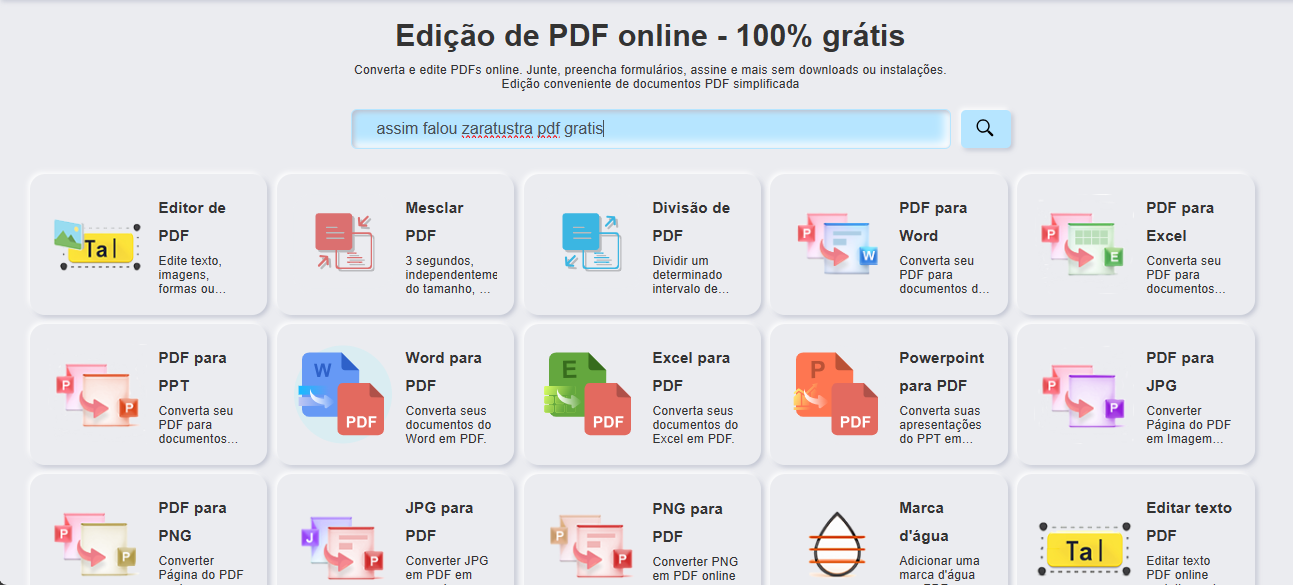 Edição de PDF online - 100% grátis
Converta e edite PDFs online. Junte, preencha formulários, assine e mais sem downloads ou instalações.
Edição conveniente de documentos PDF simplificada
assim falou zaratustra pdf gratis
Tal
Editor de
PDF
Edite texto,
imagens,
formas ou...
Mesclar
PDF
3 segundos,
independenteme
do tamanho, ...
Divisão de
PDF
Dividir um
determinado
intervalo de...
P
W
PDF para
Word
Converta seu
PDF para
documentos d...
P
E
PDF para
Excel
Converta seu
PDF para
documentos...
P
P
PDF para
PPT
Converta seu
PDF para
documentos...
W
PDF
Word para
PDF
Converta seus
documentos do
Word em PDF.
E
PDF
Excel para
PDF
Converta seus
documentos do
Excel em PDF.
P
PDF
Powerpoint
para PDF
Converta suas
apresentações
do PPT em...
P
P
PDF para
JPG
Converter
Página do PDF
em Imagem...
P
P
PDF para
PNG
Converter
Página do PDF
J
P
JPG para
PDF
Converter JPG
em PDF em
P
P
PNG para
PDF
Converter PNG
em PDF online
Marca
d'água
Adicionar uma
marca d'água
Tal
Editar texto
PDF
Editar texto
PDF online